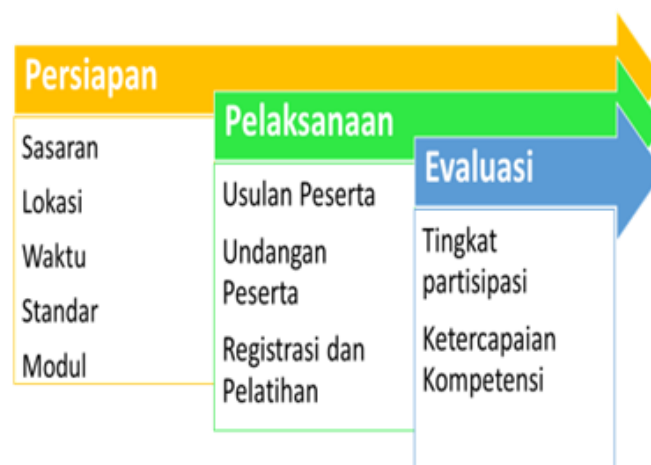 Persiapan
Sasaran
Lokasi
Waktu
Standar
Modul
Pelaksanaan
Usulan Peserta
Undangan
Peserta
Registrasi dan
Pelatihan
Evaluasi
Tingkat
partisipasi
Ketercapaian
Kompetensi